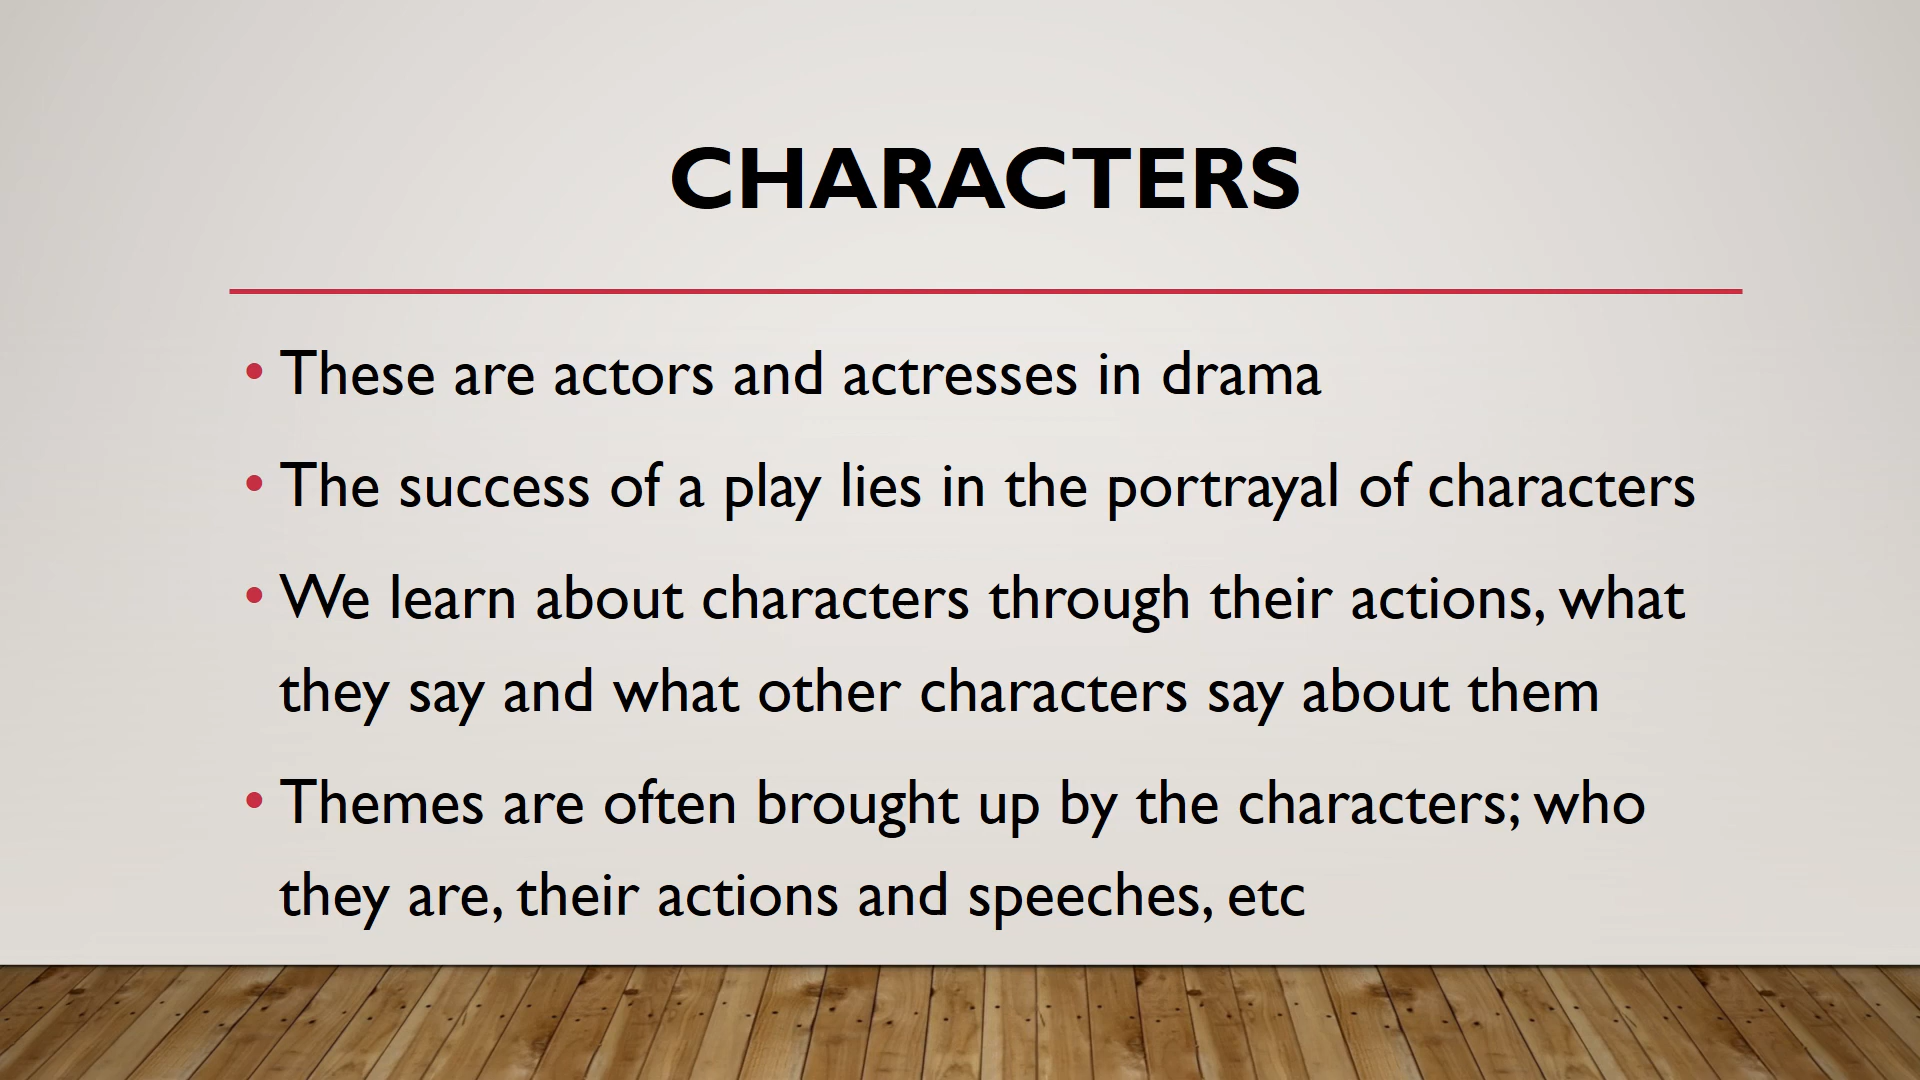 CHARACTERS
• These are actors and actresses in drama
• The success of a play lies in the portrayal of characters
• We learn about characters through their actions, what
they say and what other characters say about them
• Themes are often brought up by the characters; who
they are, their actions and speeches, etc